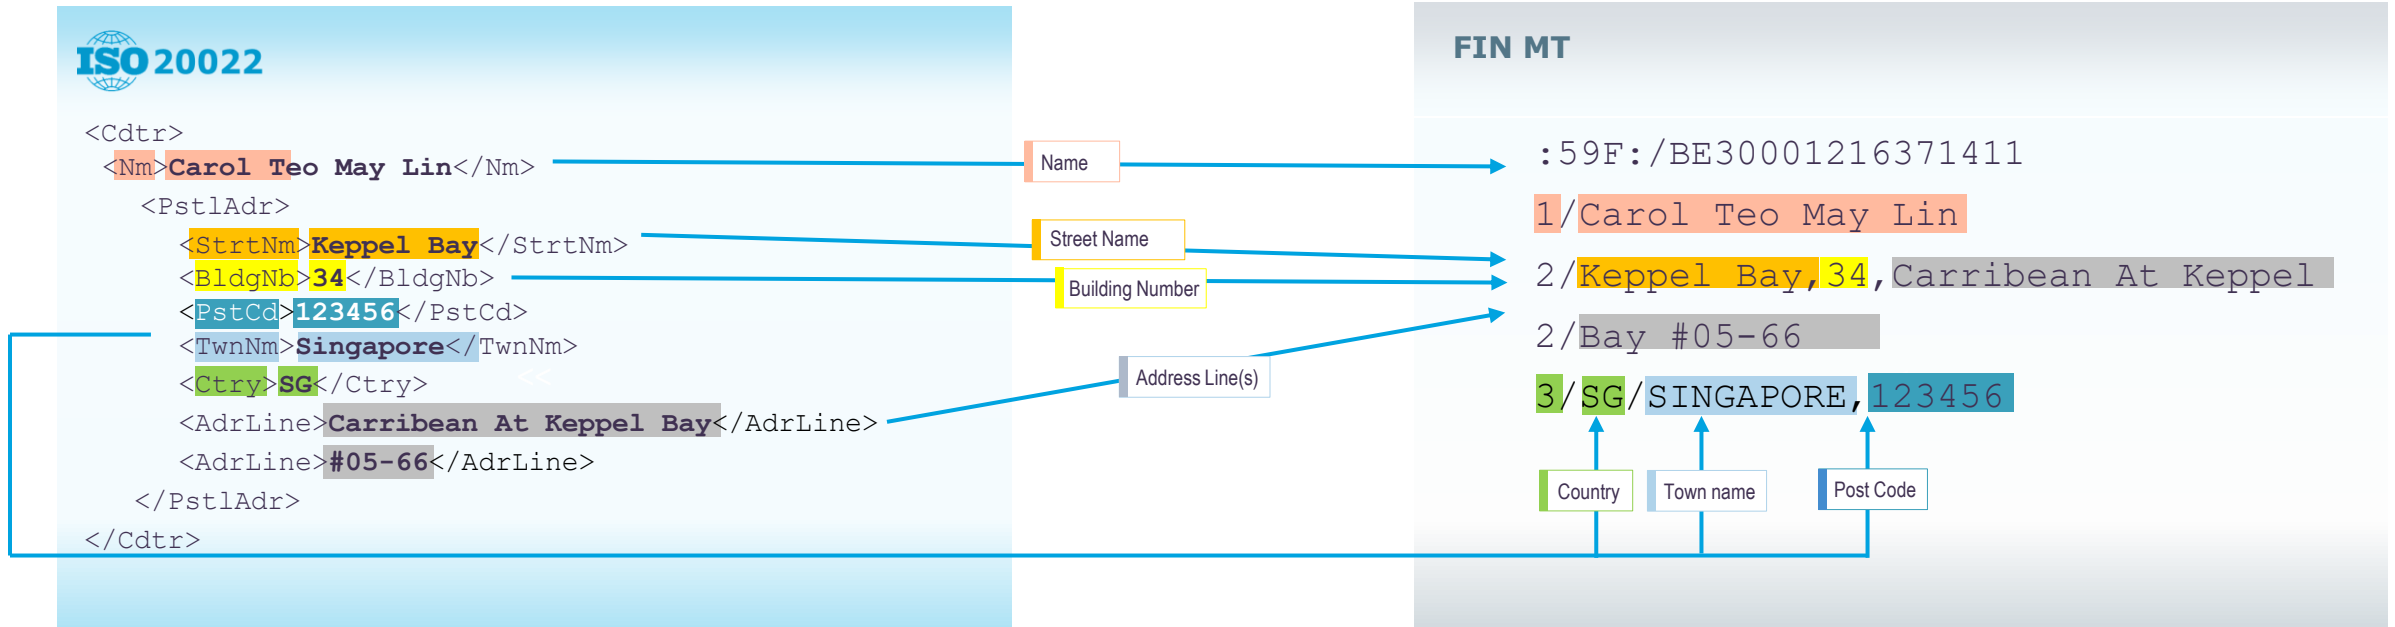 ISO 20022
<Cdtr>
<Nm>Carol Teo May Lin</Nm>
<PstlAdr>
<StrtNm>Keppel Bay</StrtNm>
<BldgNb>34</BldgNb>
<PstCd>123456</PstCd>
<TwnNm>Singapore</TwnNm>
<Ctry>SG</Ctry>
<<
<AdrLine>Carribean At Keppel Bay</AdrLine>
<AdrLine>#05-66</AdrLine>
</PstlAdr>
</Cdtr>
Name
Street Name
Building Number
Address Line(s)
FIN MT
:59F:/BE30001216371411
1/Carol Teo May Lin
2/Keppel Bay,34,Carribean At Keppel
2/Bay #05-66
3/SG/SINGAPORE,123456
Country
Town name
Post Code